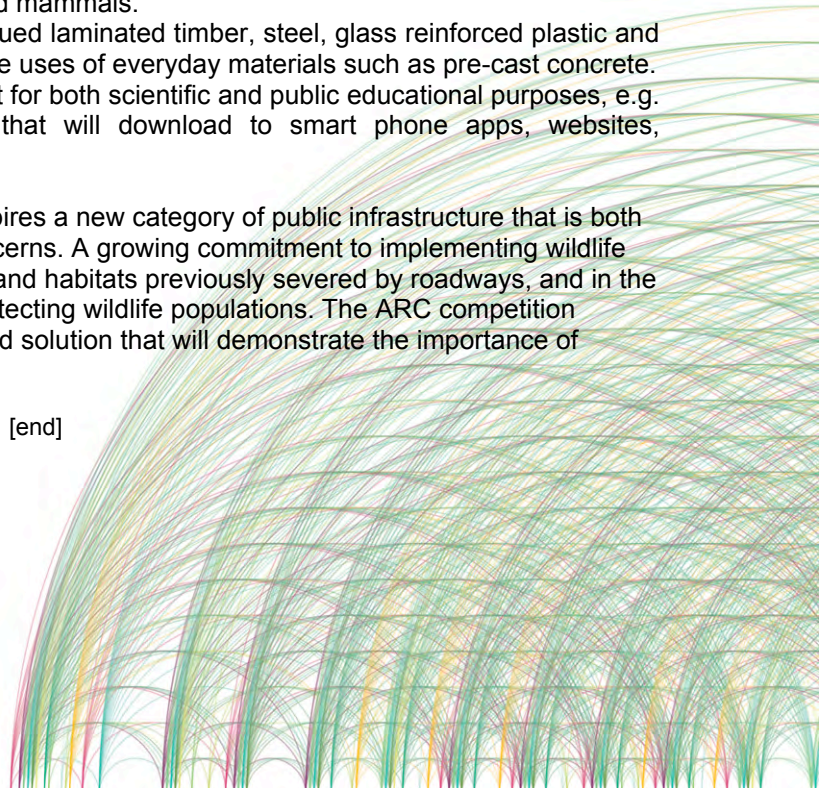 d mammals.
ued laminated timber, steel, glass reinforced plastic and
e uses of everyday materials such as pre-cast concrete.
t for both scientific and public educational purposes, e.g.
that will download to smart phone apps, websites,
pires a new category of public infrastructure that is both
cerns. A growing commitment to implementing wildlife
and habitats previously severed by roadways, and in the
tecting wildlife populations. The ARC competition
d solution that will demonstrate the importance of
[end]